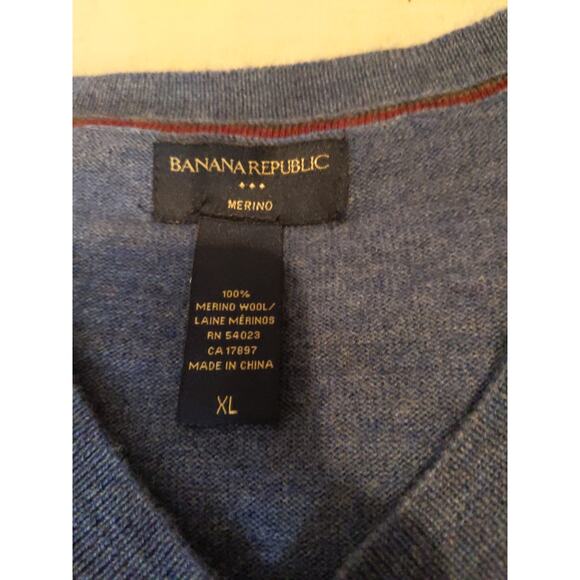 BANANA REPUBLIC
MERINO
100%
MERINO WOOL/
LAINE MÉRINOS
RN 54023
CA 17897
MADE IN CHINA
XL